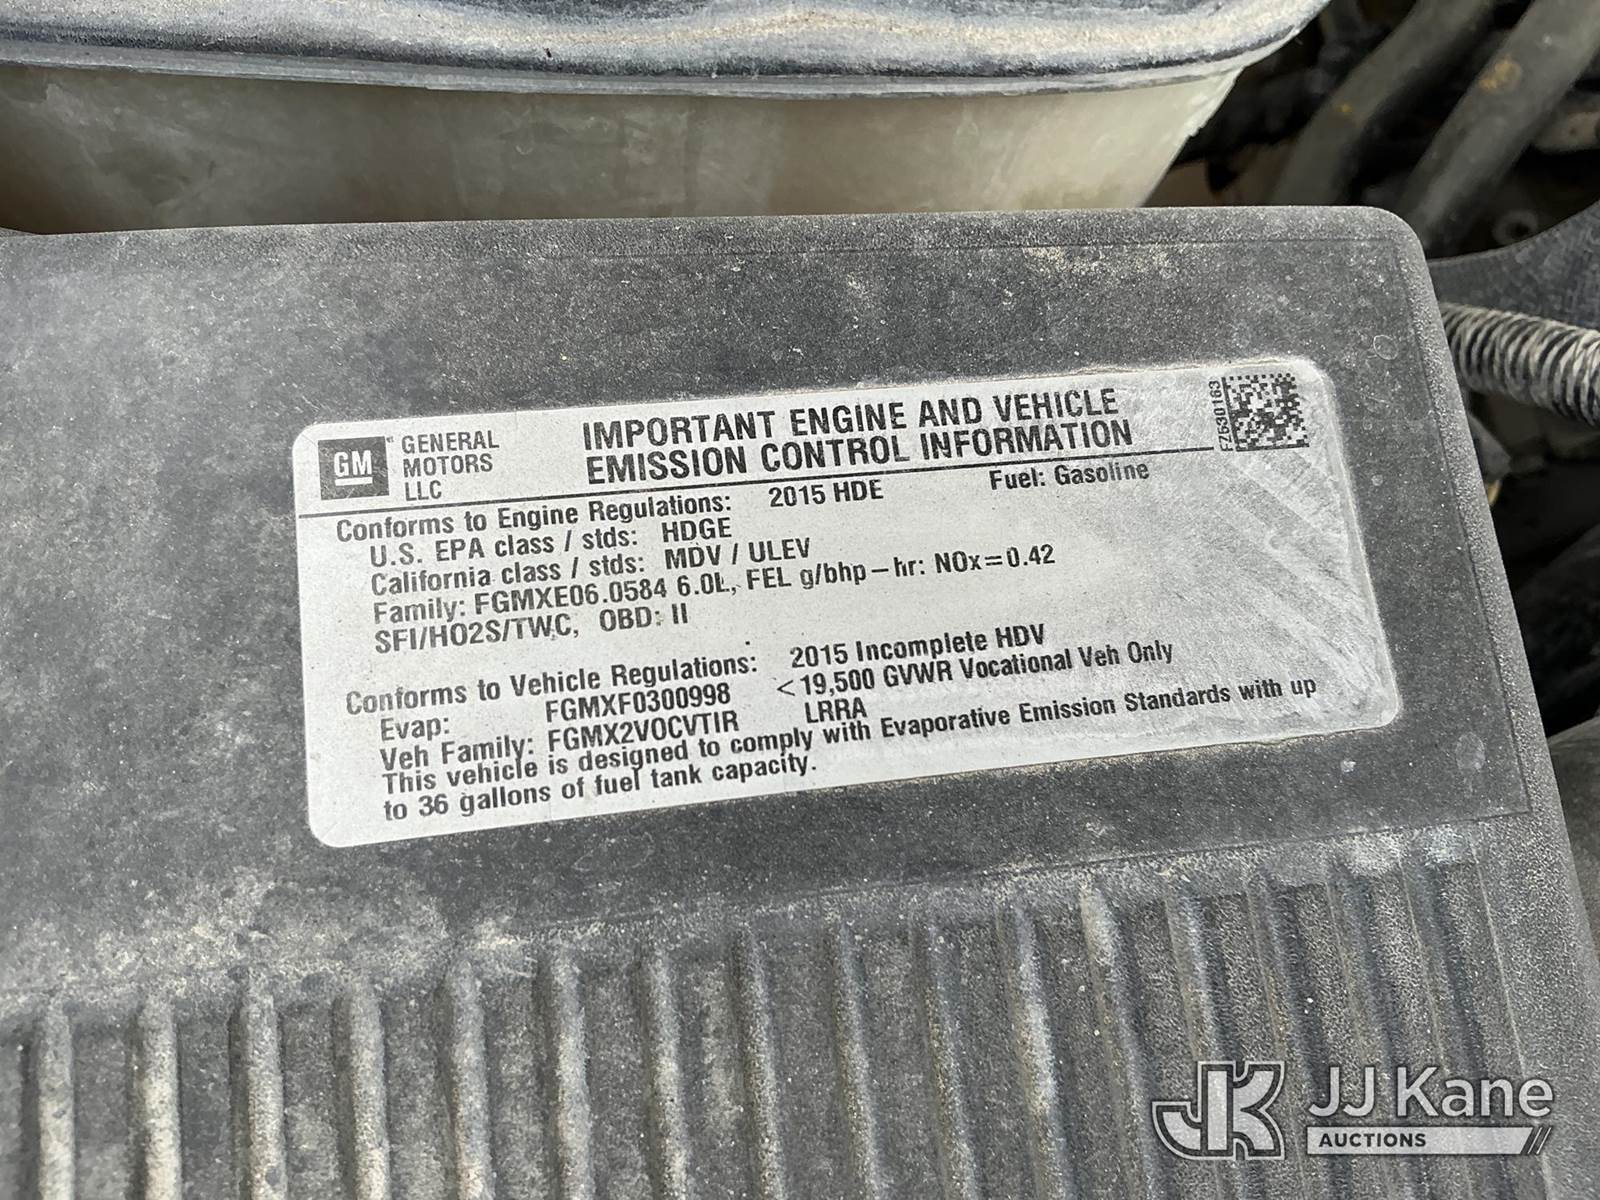 GM GENERAL MOTORS LLC
IMPORTANT ENGINE AND VEHICLE
EMISSION CONTROL INFORMATION
FZ630163
Conforms to Engine Regulations: 2015 HDE Fuel: Gasoline
U.S. EPA class / stds: HDGE
California class / stds: MDV / ULEV
Family: FGMXE06.0584 6.0L, FEL g/bhp-hr: NOx=0.42
SFI/HO2S/TWC, OBD: II
Conforms to Vehicle Regulations: 2015 Incomplete HDV
Evap: FGMXF0300998 <19,500 GVWR Vocational Veh Only
Veh Family: FGMX2VOCVTIR LRRA
This vehicle is designed to comply with Evaporative Emission Standards with up
to 36 gallons of fuel tank capacity.
JK JJ Kane
AUCTIONS